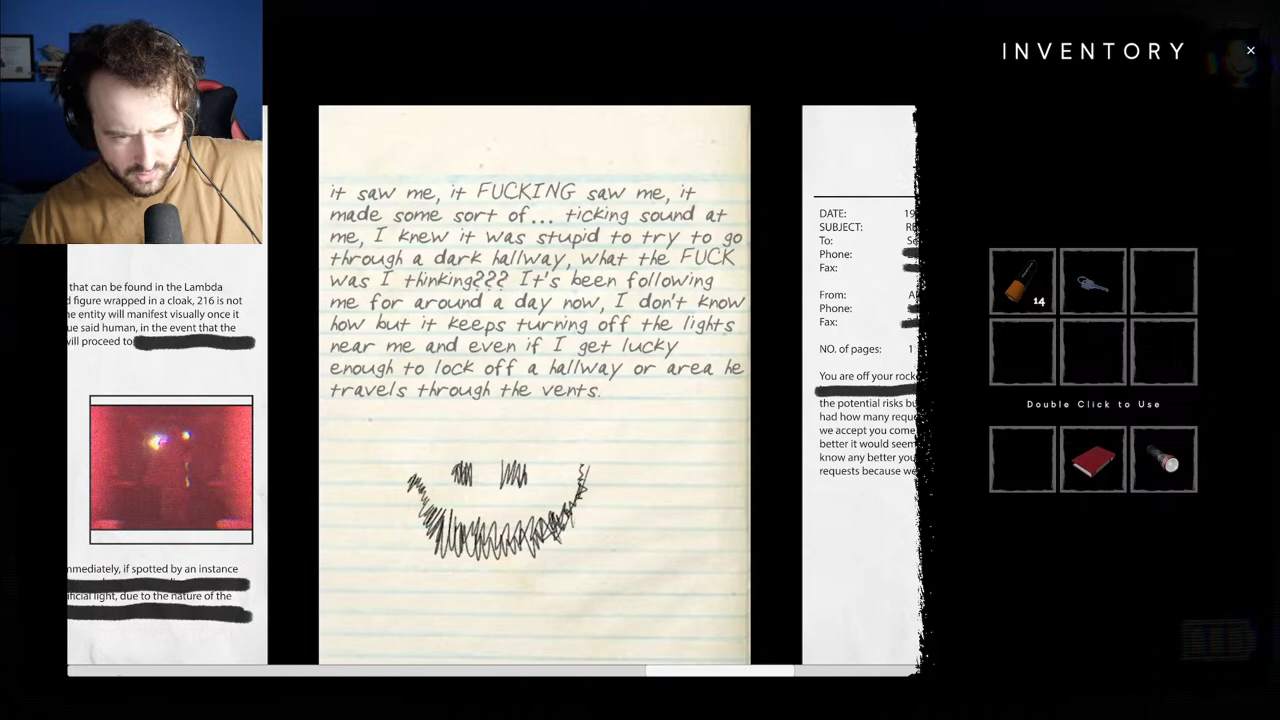 INVENTORY
that can be found in the Lambda
figure wrapped in a cloak, 216 is not
entity will manifest visually once it
said human, in the event that the
will proceed to
mmediately, if spotted by an instance
light, due to the nature of the
it saw me, it FUCKING saw me, it
made some sort of... ticking sound at
me, I knew it was stupid to try to go
through a dark hallway, what the FUCK
was I thinking??? It's been following
me for around a day now, I don't know
how but it keeps turning off the lights
near me and even if I get lucky
enough to lock off a hallway or area he
travels through the vents.
DATE: 19
SUBJECT:
To:
Phone:
Fax:
From:
Phone:
Fax:
NO. of pages: 1
You are off your rock
the potential risks
had how many requ
we accept you come
better it would seem
know any better you
requests because we
14
Double Click to Use